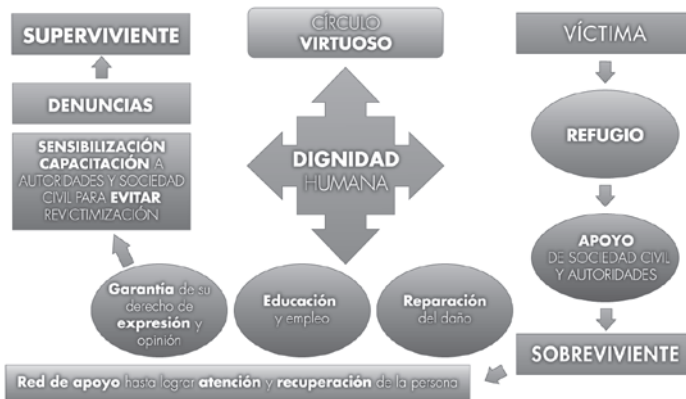 CÍRCULO
VIRTUOSO
VÍCTIMA
REFUGIO
APOYO
DE SOCIEDAD CIVIL
Y AUTORIDADES
SOBREVIVIENTE
Red de apoyo hasta lograr atención y recuperación de la persona
Reparación
del daño
Educación
y empleo
Garantía de su
derecho de
expresión y
opinión
SENSIBILIZACIÓN
CAPACITACIÓN A
AUTORIDADES Y SOCIEDAD
CIVIL PARA EVITAR
REVICTIMIZACIÓN
DENUNCIAS
SUPERVIVIENTE
DIGNIDAD
HUMANA